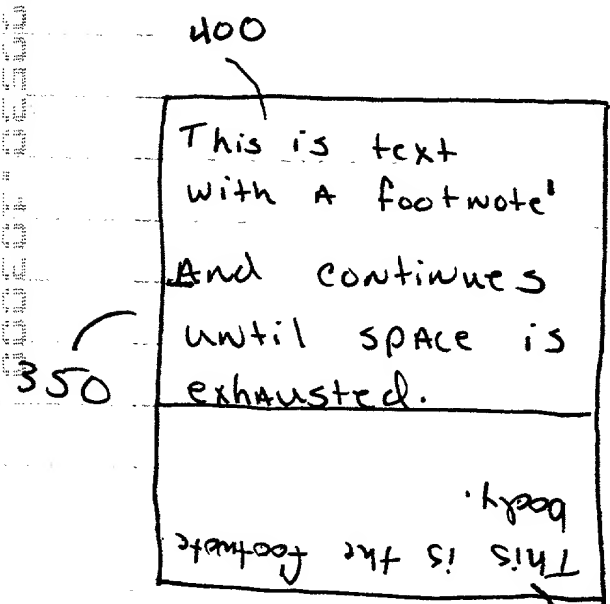 400
This is text
with A footnote1
And continues
until space is
350
exhausted.
This is the footnote
body.